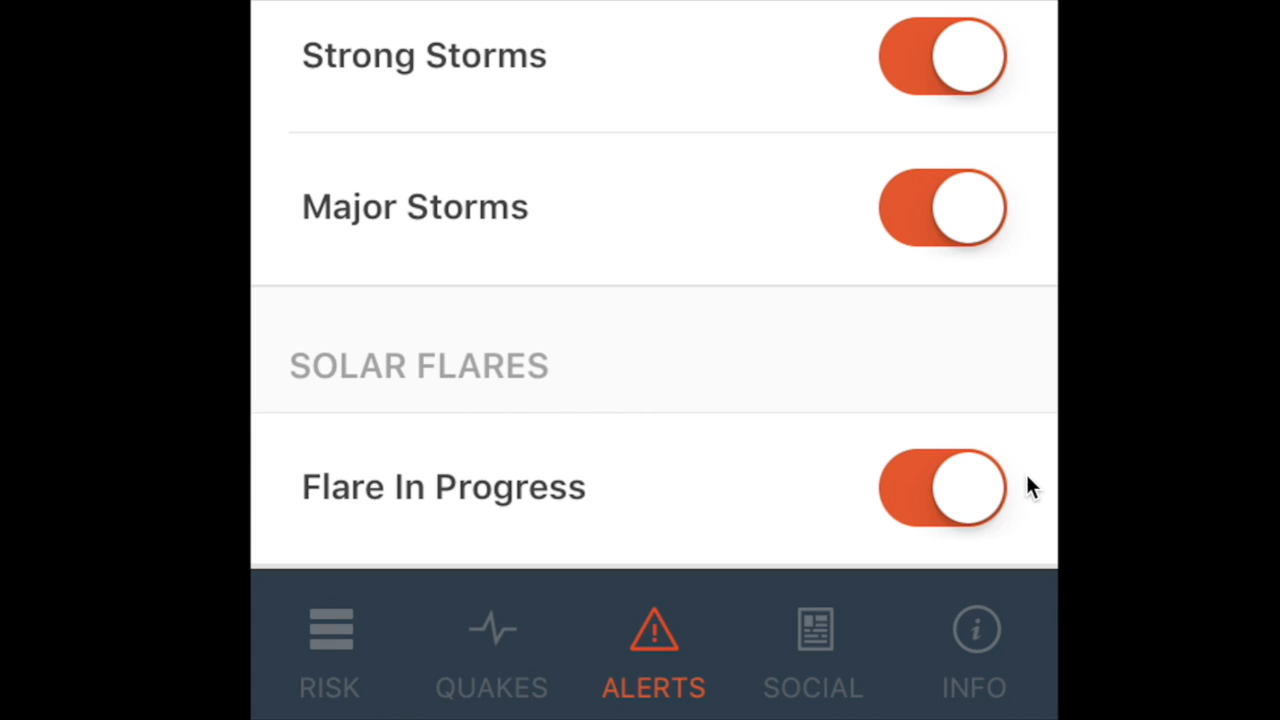 Strong Storms
Major Storms
SOLAR FLARES
Flare In Progress
RISK QUAKES ALERTS SOCIAL INFO